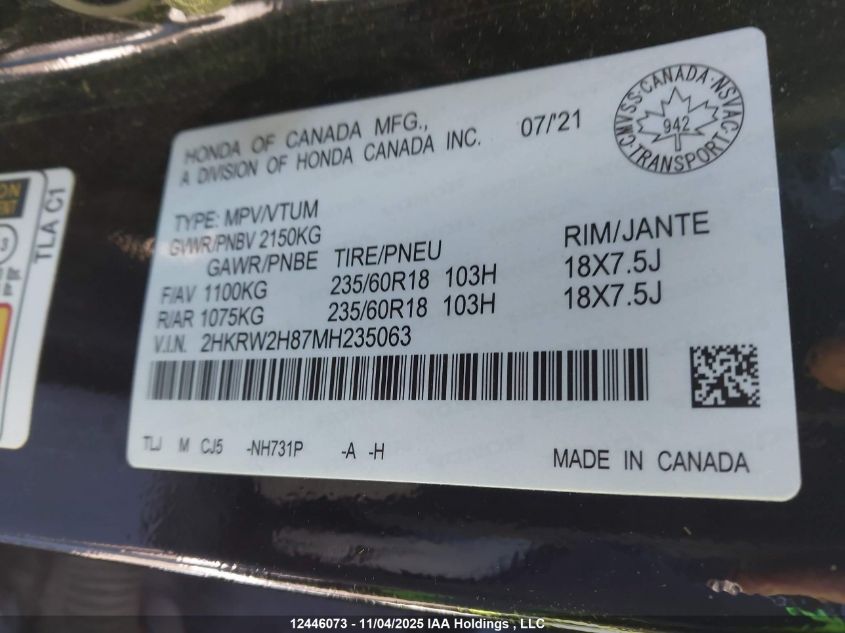 HONDA OF CANADA MFG.,
A DIVISION OF HONDA CANADA INC.
07/'21
CMVSS · CANADA · NSVAC
942
TRANSPORT
TYPE: MPV/VTUM
GVWR/PNBV 2150KG
GAWR/PNBE TIRE/PNEU RIM/JANTE
F/AV 1100KG 235/60R18 103H 18X7.5J
R/AR 1075KG 235/60R18 103H 18X7.5J
V.I.N. 2HKRW2H87MH235063
TLJ M CJ5 -NH731P -A -H
MADE IN CANADA
TLA C1
12446073 - 11/04/2025 IAA Holdings , LLC